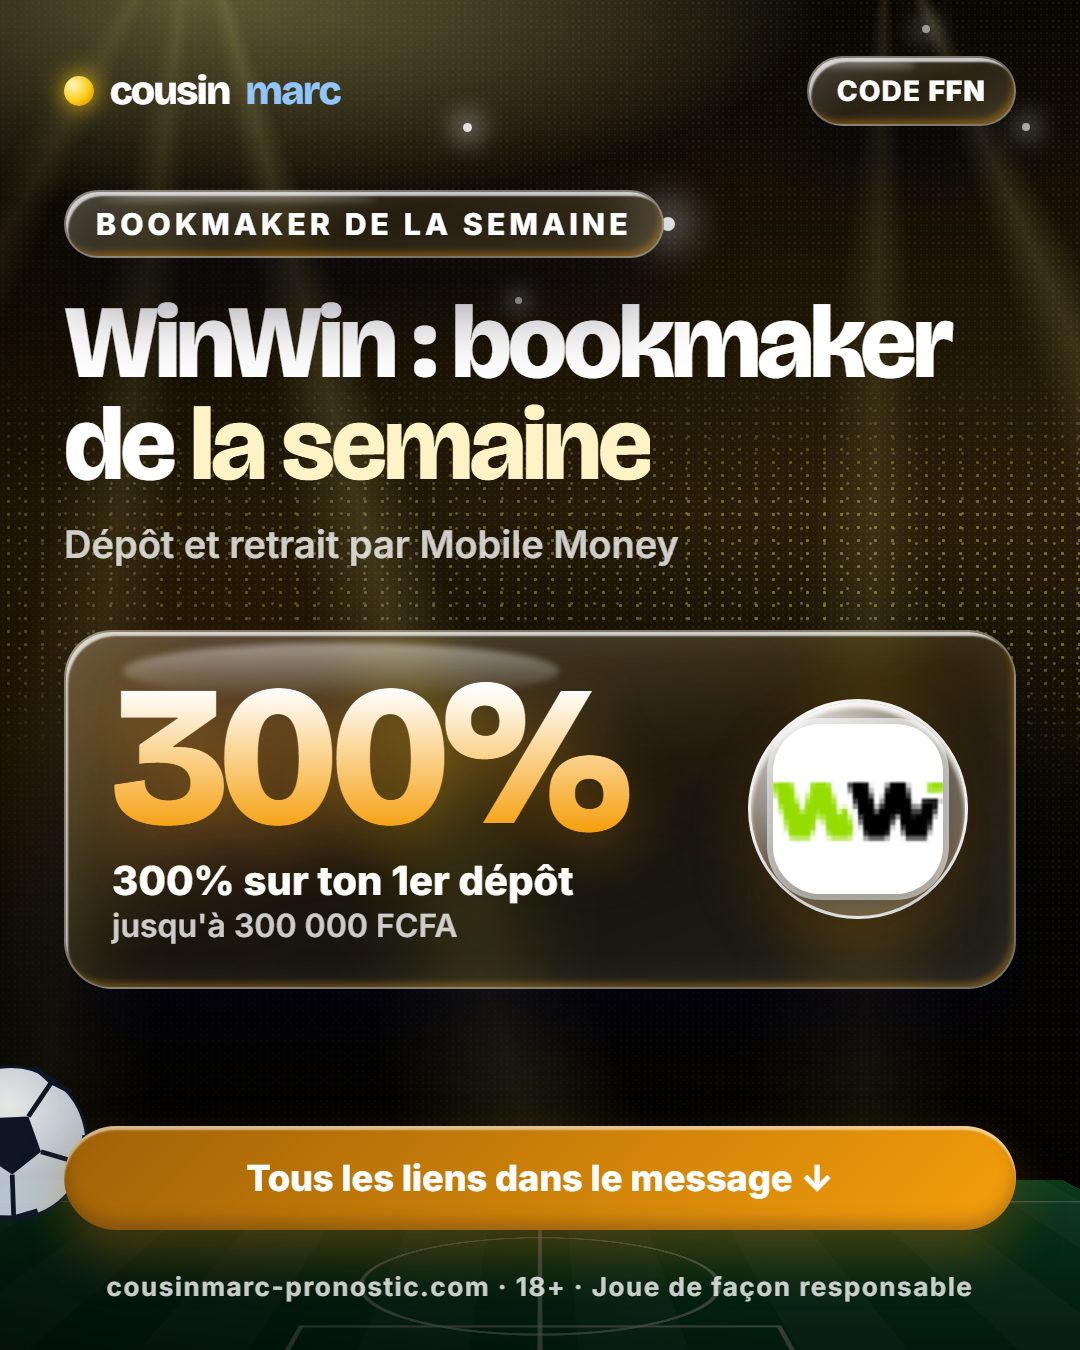 cousin marc
CODE FFN
BOOKMAKER DE LA SEMAINE
WinWin : bookmaker
de la semaine
Dépôt et retrait par Mobile Money
300%
300% sur ton 1er dépôt
jusqu'à 300 000 FCFA
WW
Tous les liens dans le message ↓
cousinmarc-pronostic.com · 18+ · Joue de façon responsable